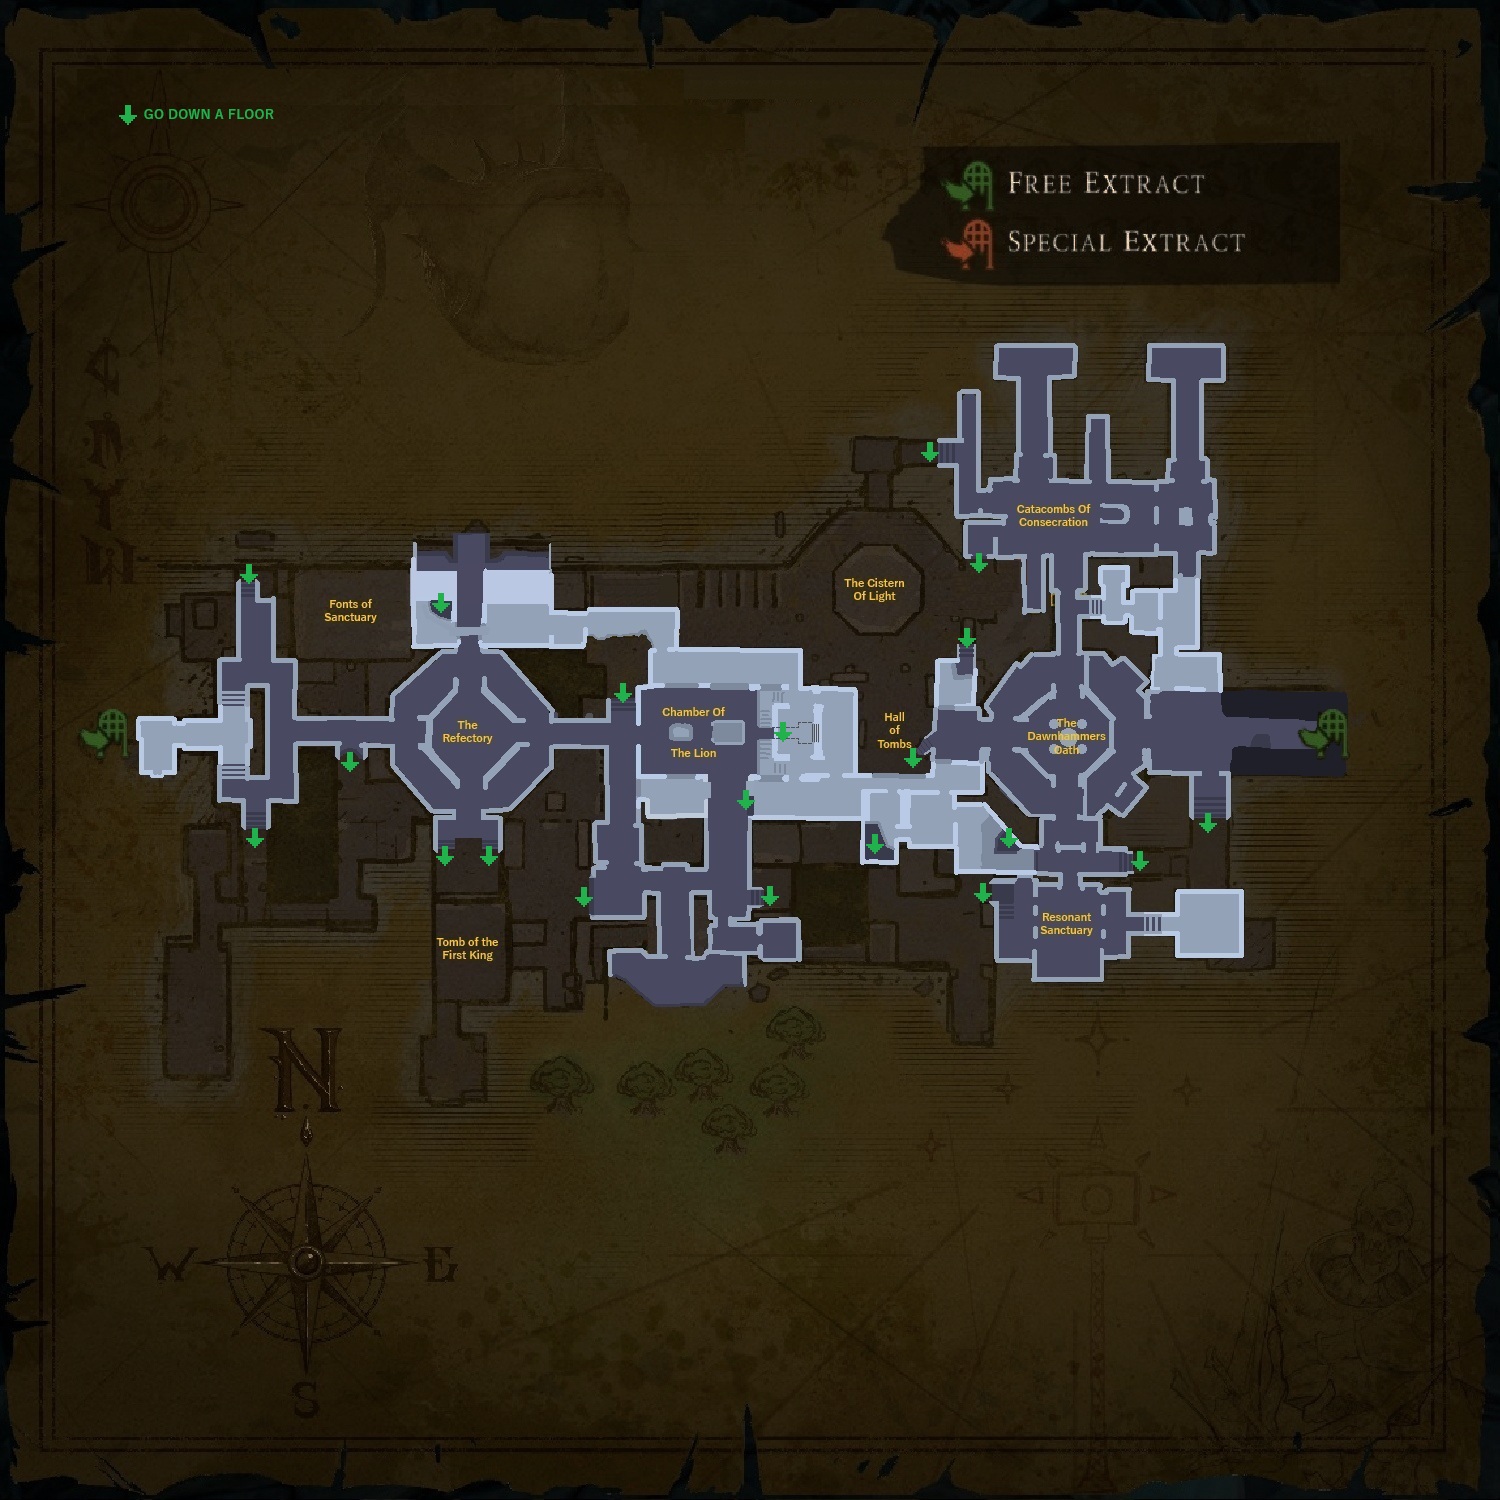 GO DOWN A FLOOR
FREE EXTRACT
SPECIAL EXTRACT
Catacombs Of
Consecration
The Cistern
Of Light
Fonts of
Sanctuary
Chamber Of
The Lion
The
Refectory
Hall
of
Tombs
The
Dawnhammers
Oath
Resonant
Sanctuary
Tomb of the
First King
N
W
E
S